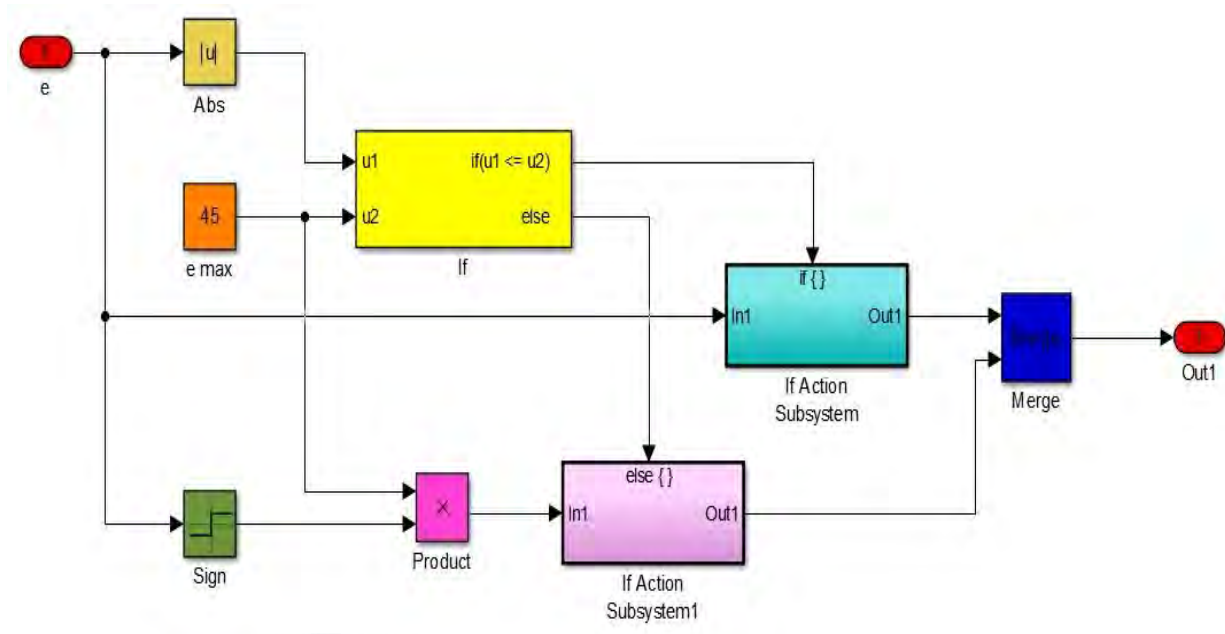 e
|u|
Abs
45
e max
u1
if(u1 <= u2)
u2
else
If
if { }
In1
Out1
If Action
Subsystem
Merge
Out1
else { }
In1
Out1
If Action
Subsystem1
×
Product
Sign